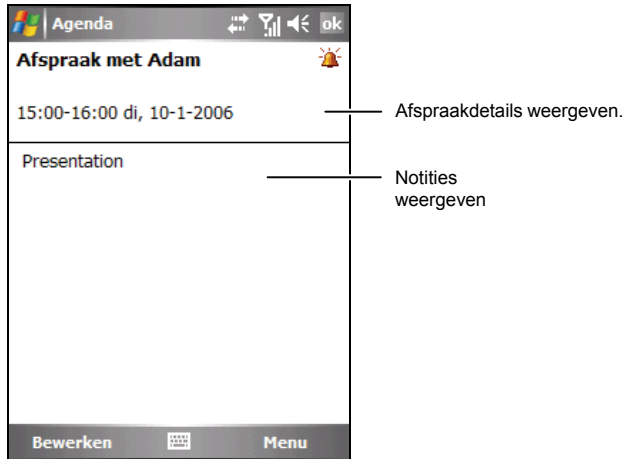 Agenda
ok
Afspraak met Adam
15:00-16:00 di, 10-1-2006
Afspraakdetails weergeven.
Presentation
Notities
weergeven
Bewerken
Menu